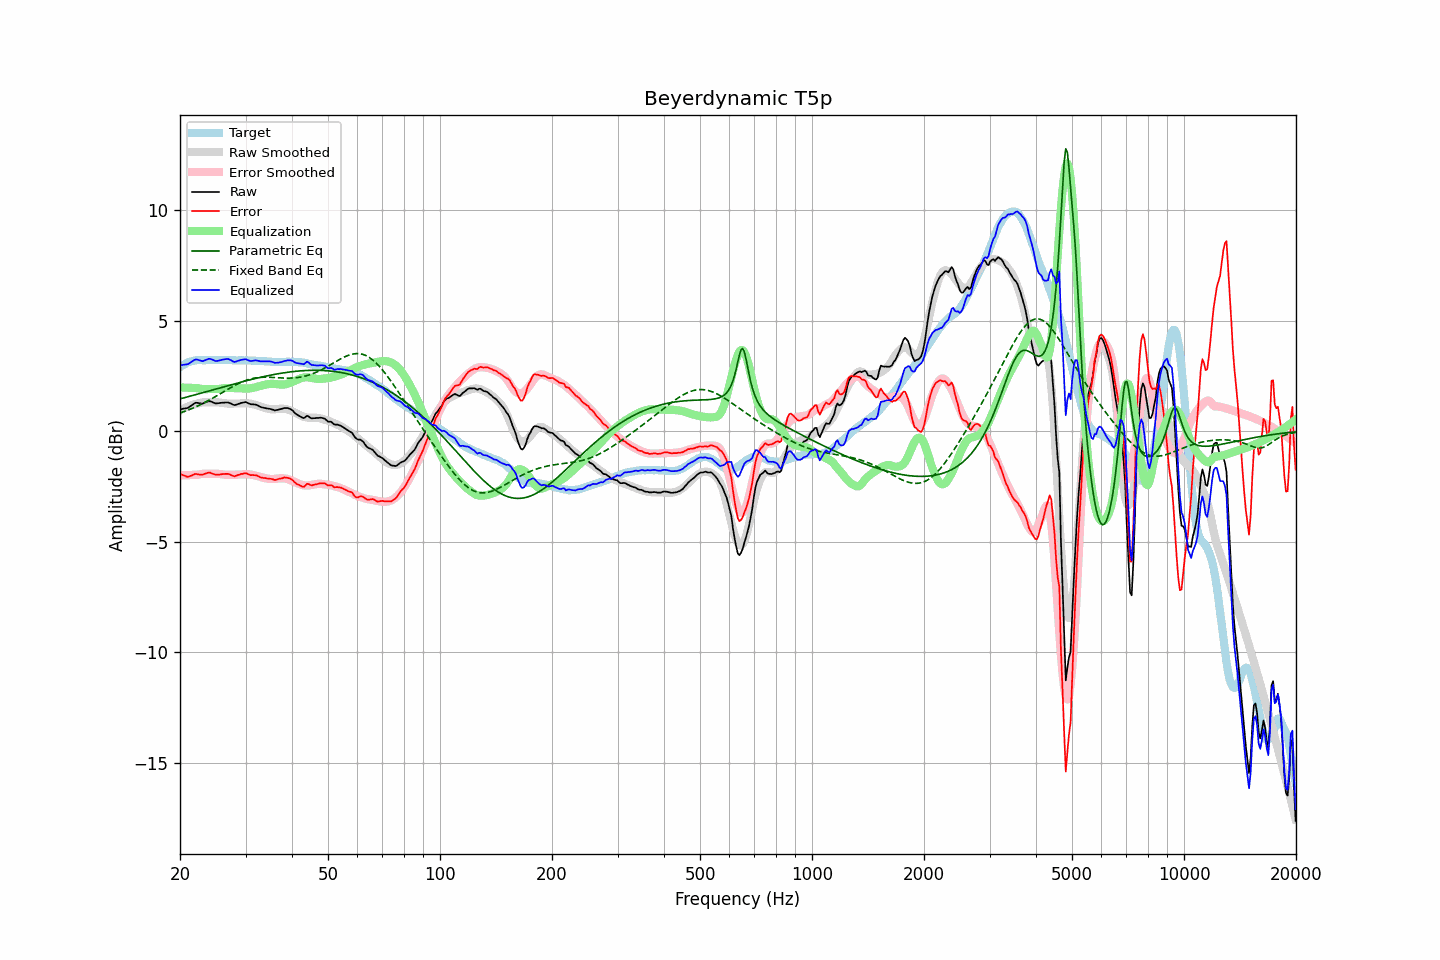 Beyerdynamic T5p
Target
Raw Smoothed
Error Smoothed
Raw
Error
Equalization
Parametric Eq
Fixed Band Eq
Equalized
Amplitude (dBr)
10
5
0
−5
−10
−15
20
50
100
200
500
1000
2000
5000
10000
20000
Frequency (Hz)